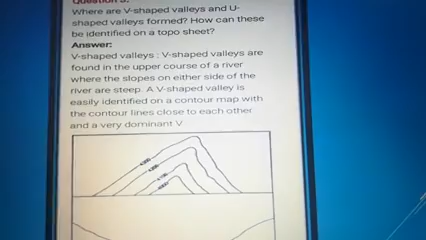 Question 3:
Where are V-shaped valleys and U-
shaped valleys formed? How can these
be identified on a topo sheet?
Answer:
V-shaped valleys : V-shaped valleys are
found in the upper course of a river
where the slopes on either side of the
river are steep. A V-shaped valley is
easily identified on a contour map with
the contour lines close to each other
and a very dominant V